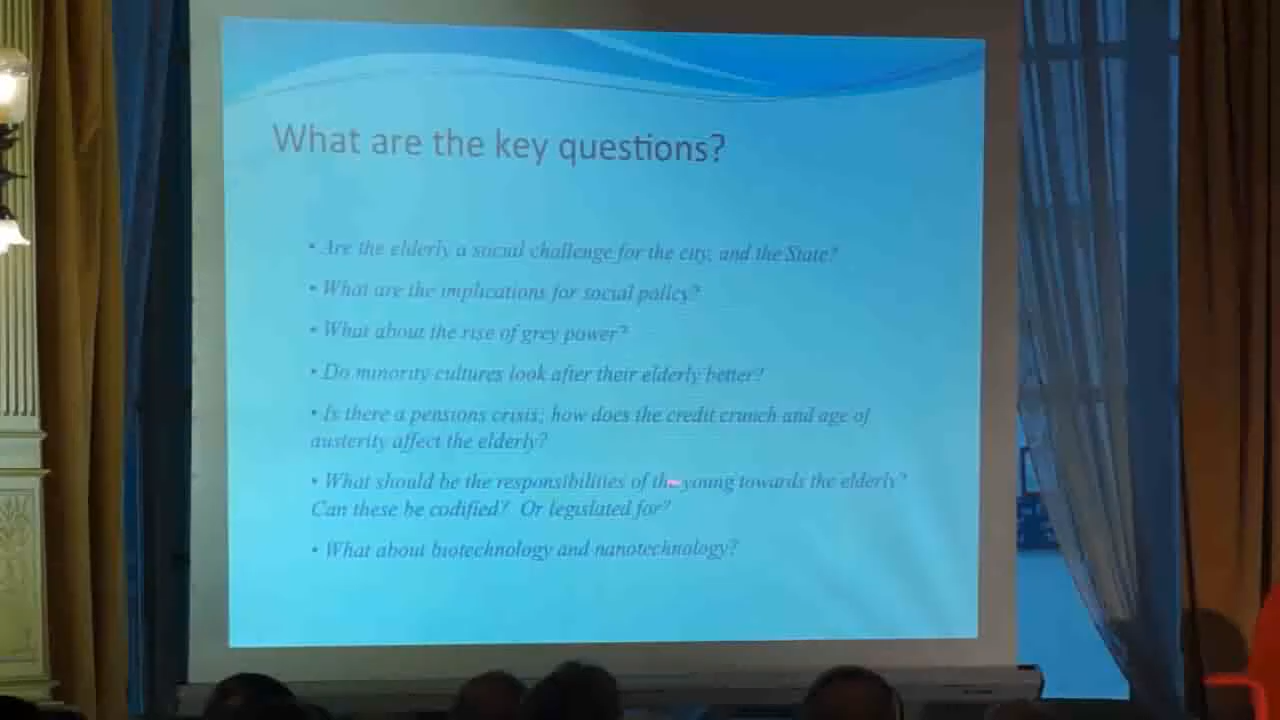 What are the key questions?
• Are the elderly a social challenge for the city, and the State?
• What are the implications for social policy?
• What about the rise of grey power?
• Do minority cultures look after their elderly better?
• Is there a pensions crisis; how does the credit crunch and age of
austerity affect the elderly?
• What should be the responsibilities of the young towards the elderly?
Can these be codified? Or legislated for?
• What about biotechnology and nanotechnology?